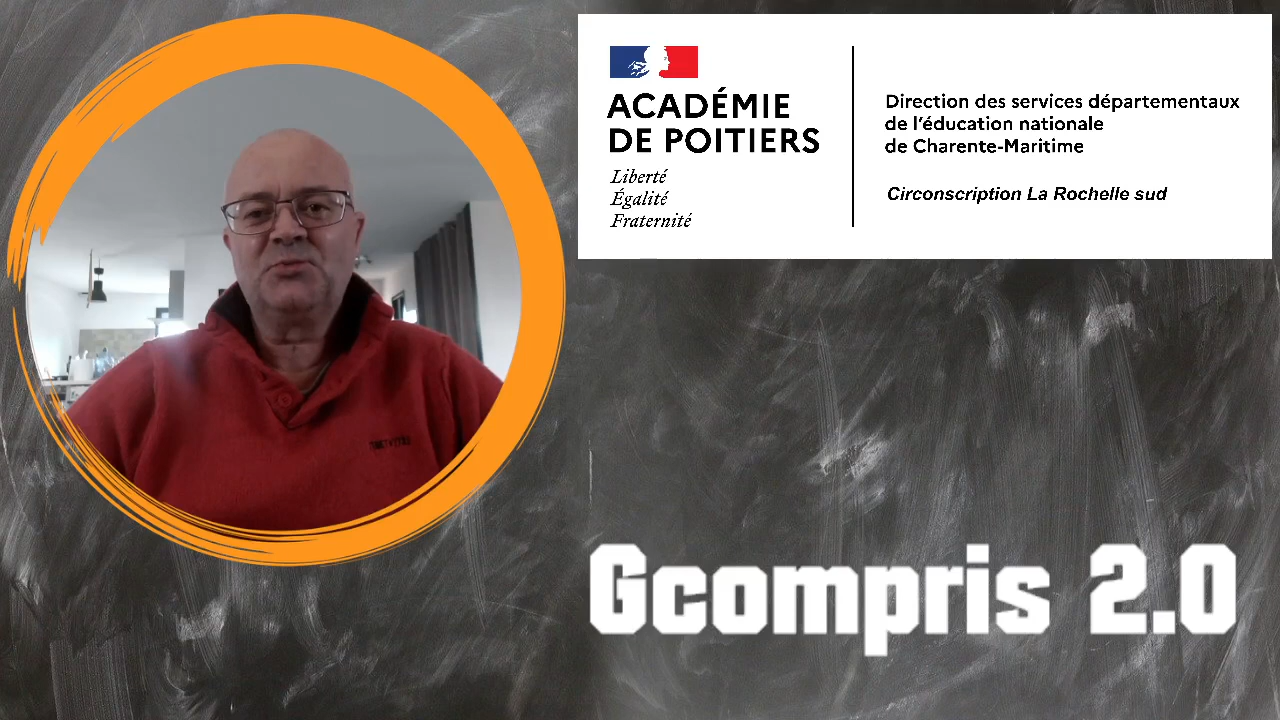 ACADÉMIE
DE POITIERS
Liberté
Égalité
Fraternité
Direction des services départementaux
de l'éducation nationale
de Charente-Maritime
Circonscription La Rochelle sud
Gcompris 2.0